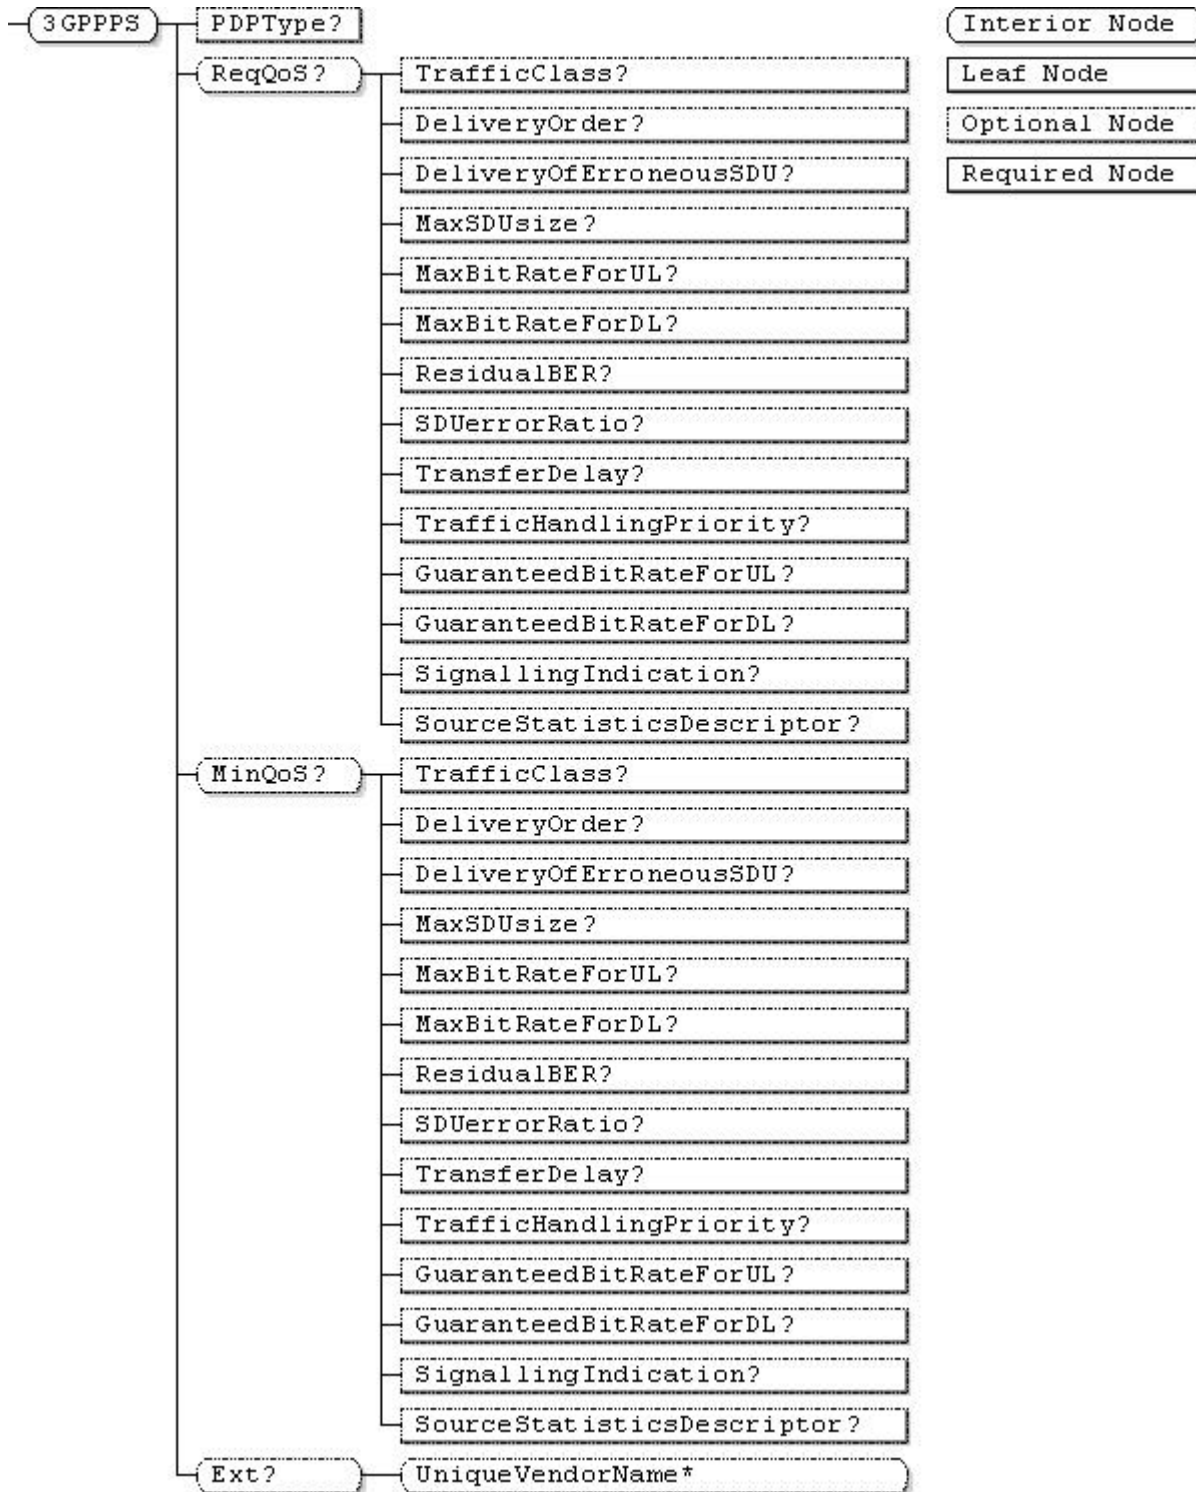 3GPPPS PDPType? Interior Node
ReqQoS? TrafficClass? Leaf Node
DeliveryOrder? Optional Node
DeliveryOfErroneousSDU? Required Node
MaxSDUsize?
MaxBitRateForUL?
MaxBitRateForDL?
ResidualBER?
SDUerrorRatio?
TransferDelay?
TrafficHandlingPriority?
GuaranteedBitRateForUL?
GuaranteedBitRateForDL?
SignallingIndication?
SourceStatisticsDescriptor?
MinQoS? TrafficClass?
DeliveryOrder?
DeliveryOfErroneousSDU?
MaxSDUsize?
MaxBitRateForUL?
MaxBitRateForDL?
ResidualBER?
SDUerrorRatio?
TransferDelay?
TrafficHandlingPriority?
GuaranteedBitRateForUL?
GuaranteedBitRateForDL?
SignallingIndication?
SourceStatisticsDescriptor?
Ext? UniqueVendorName*